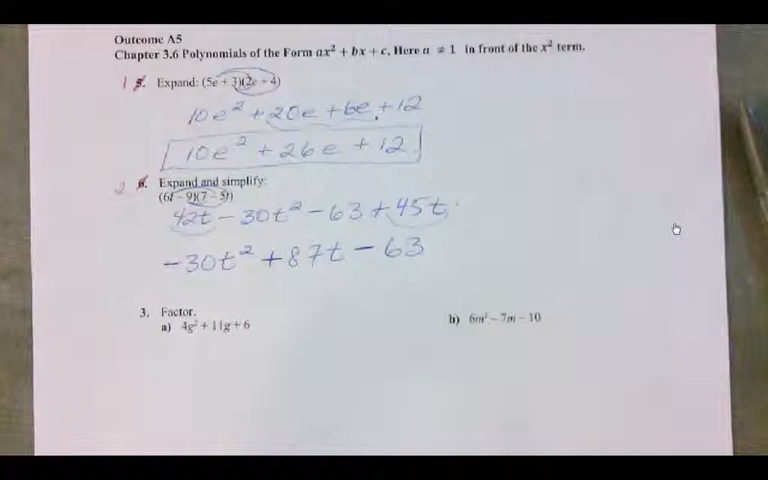 Outcome A5
Chapter 3.6 Polynomials of the Form ax² + bx + c, Here a ≠ 1 in front of the x² term.
1 Expand: (5e + 3)(2e + 4)
10e² + 20e + 6e + 12
10e² + 26e + 12
2 Expand and simplify:
(6t – 9)(7 – 5t)
42t – 30t² – 63 + 45t
–30t² + 87t – 63
3. Factor.
a) 4g² + 11g + 6 b) 6m² – 7m – 10